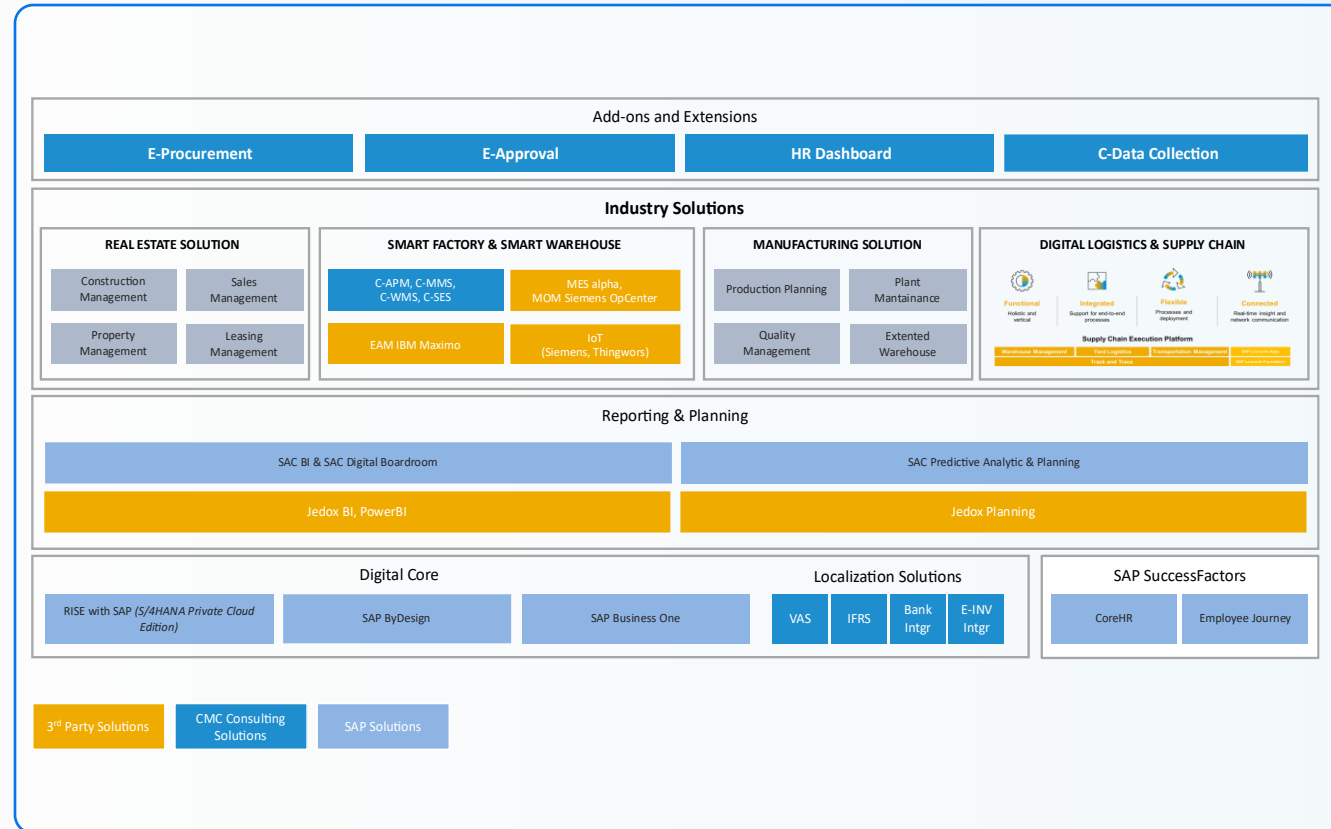 Add-ons and Extensions
E-Procurement
E-Approval
HR Dashboard
C-Data Collection
Industry Solutions
REAL ESTATE SOLUTION
Construction
Management
Sales
Management
Property
Management
Leasing
Management
SMART FACTORY & SMART WAREHOUSE
C-APM, C-MMS,
C-WMS, C-SES
MES alpha,
MOM Siemens OpCenter
EAM IBM Maximo
IoT
(Siemens, Thingwors)
MANUFACTURING SOLUTION
Production Planning
Plant
Mantainance
Quality
Management
Extented
Warehouse
DIGITAL LOGISTICS & SUPPLY CHAIN
Functional
Holistic and
vertical
Integrated
Support for end-to-end
processes
Flexible
Processes and
deployment
Connected
Real-time insight and
network communication
Supply Chain Execution Platform
Warehouse Management
Yard Logistics
Transportation Management
Track and Trace
Reporting & Planning
SAC BI & SAC Digital Boardroom
SAC Predictive Analytic & Planning
Jedox BI, PowerBI
Jedox Planning
Digital Core
RISE with SAP (S/4HANA Private Cloud
Edition)
SAP ByDesign
SAP Business One
Localization Solutions
VAS
IFRS
Bank
Intgr
E-INV
Intgr
SAP SuccessFactors
CoreHR
Employee Journey
3rd Party Solutions
CMC Consulting
Solutions
SAP Solutions